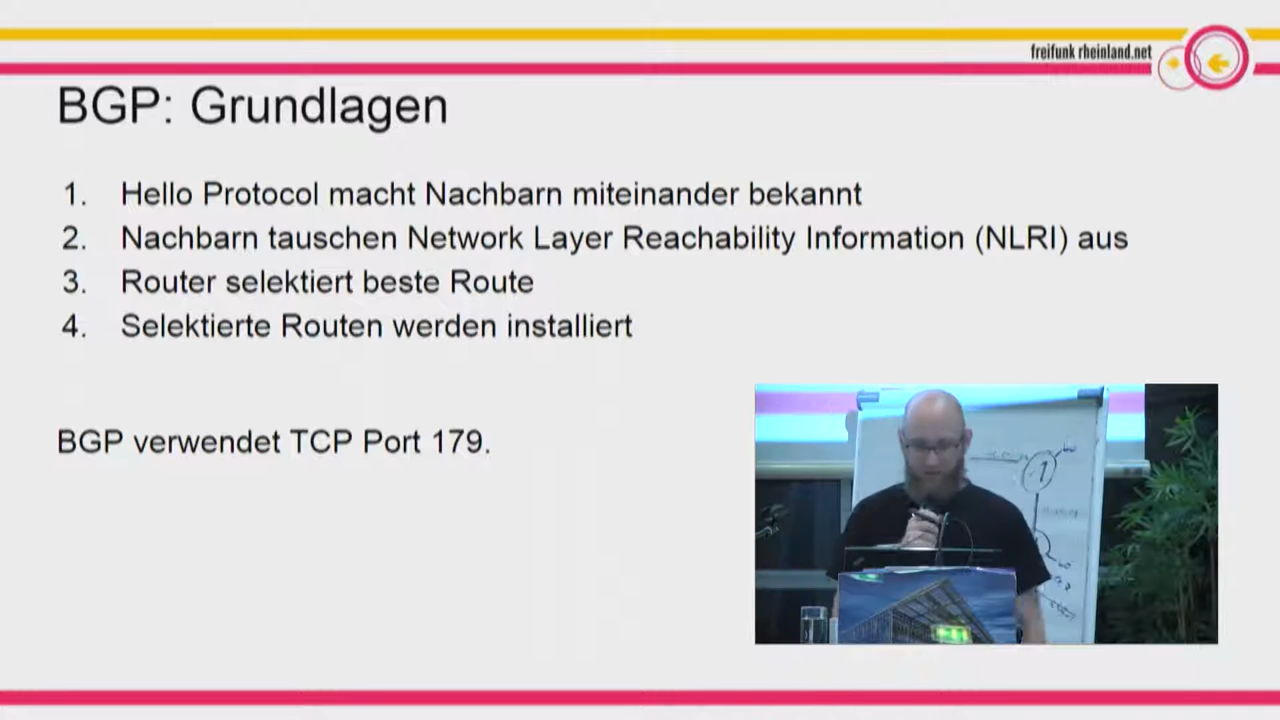 freifunk rheinland.net
BGP: Grundlagen
1. Hello Protocol macht Nachbarn miteinander bekannt
2. Nachbarn tauschen Network Layer Reachability Information (NLRI) aus
3. Router selektiert beste Route
4. Selektierte Routen werden installiert
BGP verwendet TCP Port 179.
1